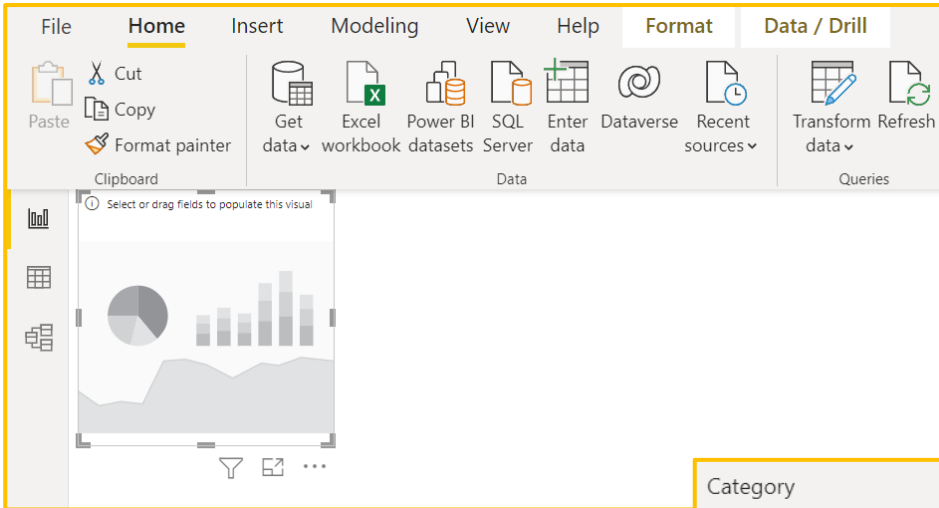 File Home Insert Modeling View Help Format Data / Drill
Cut
Copy
Format painter
Paste
Clipboard
Get data
Excel workbook
Power BI datasets
SQL Server
Enter data
Dataverse
Recent sources
Data
Transform data
Refresh
Queries
Select or drag fields to populate this visual
Category